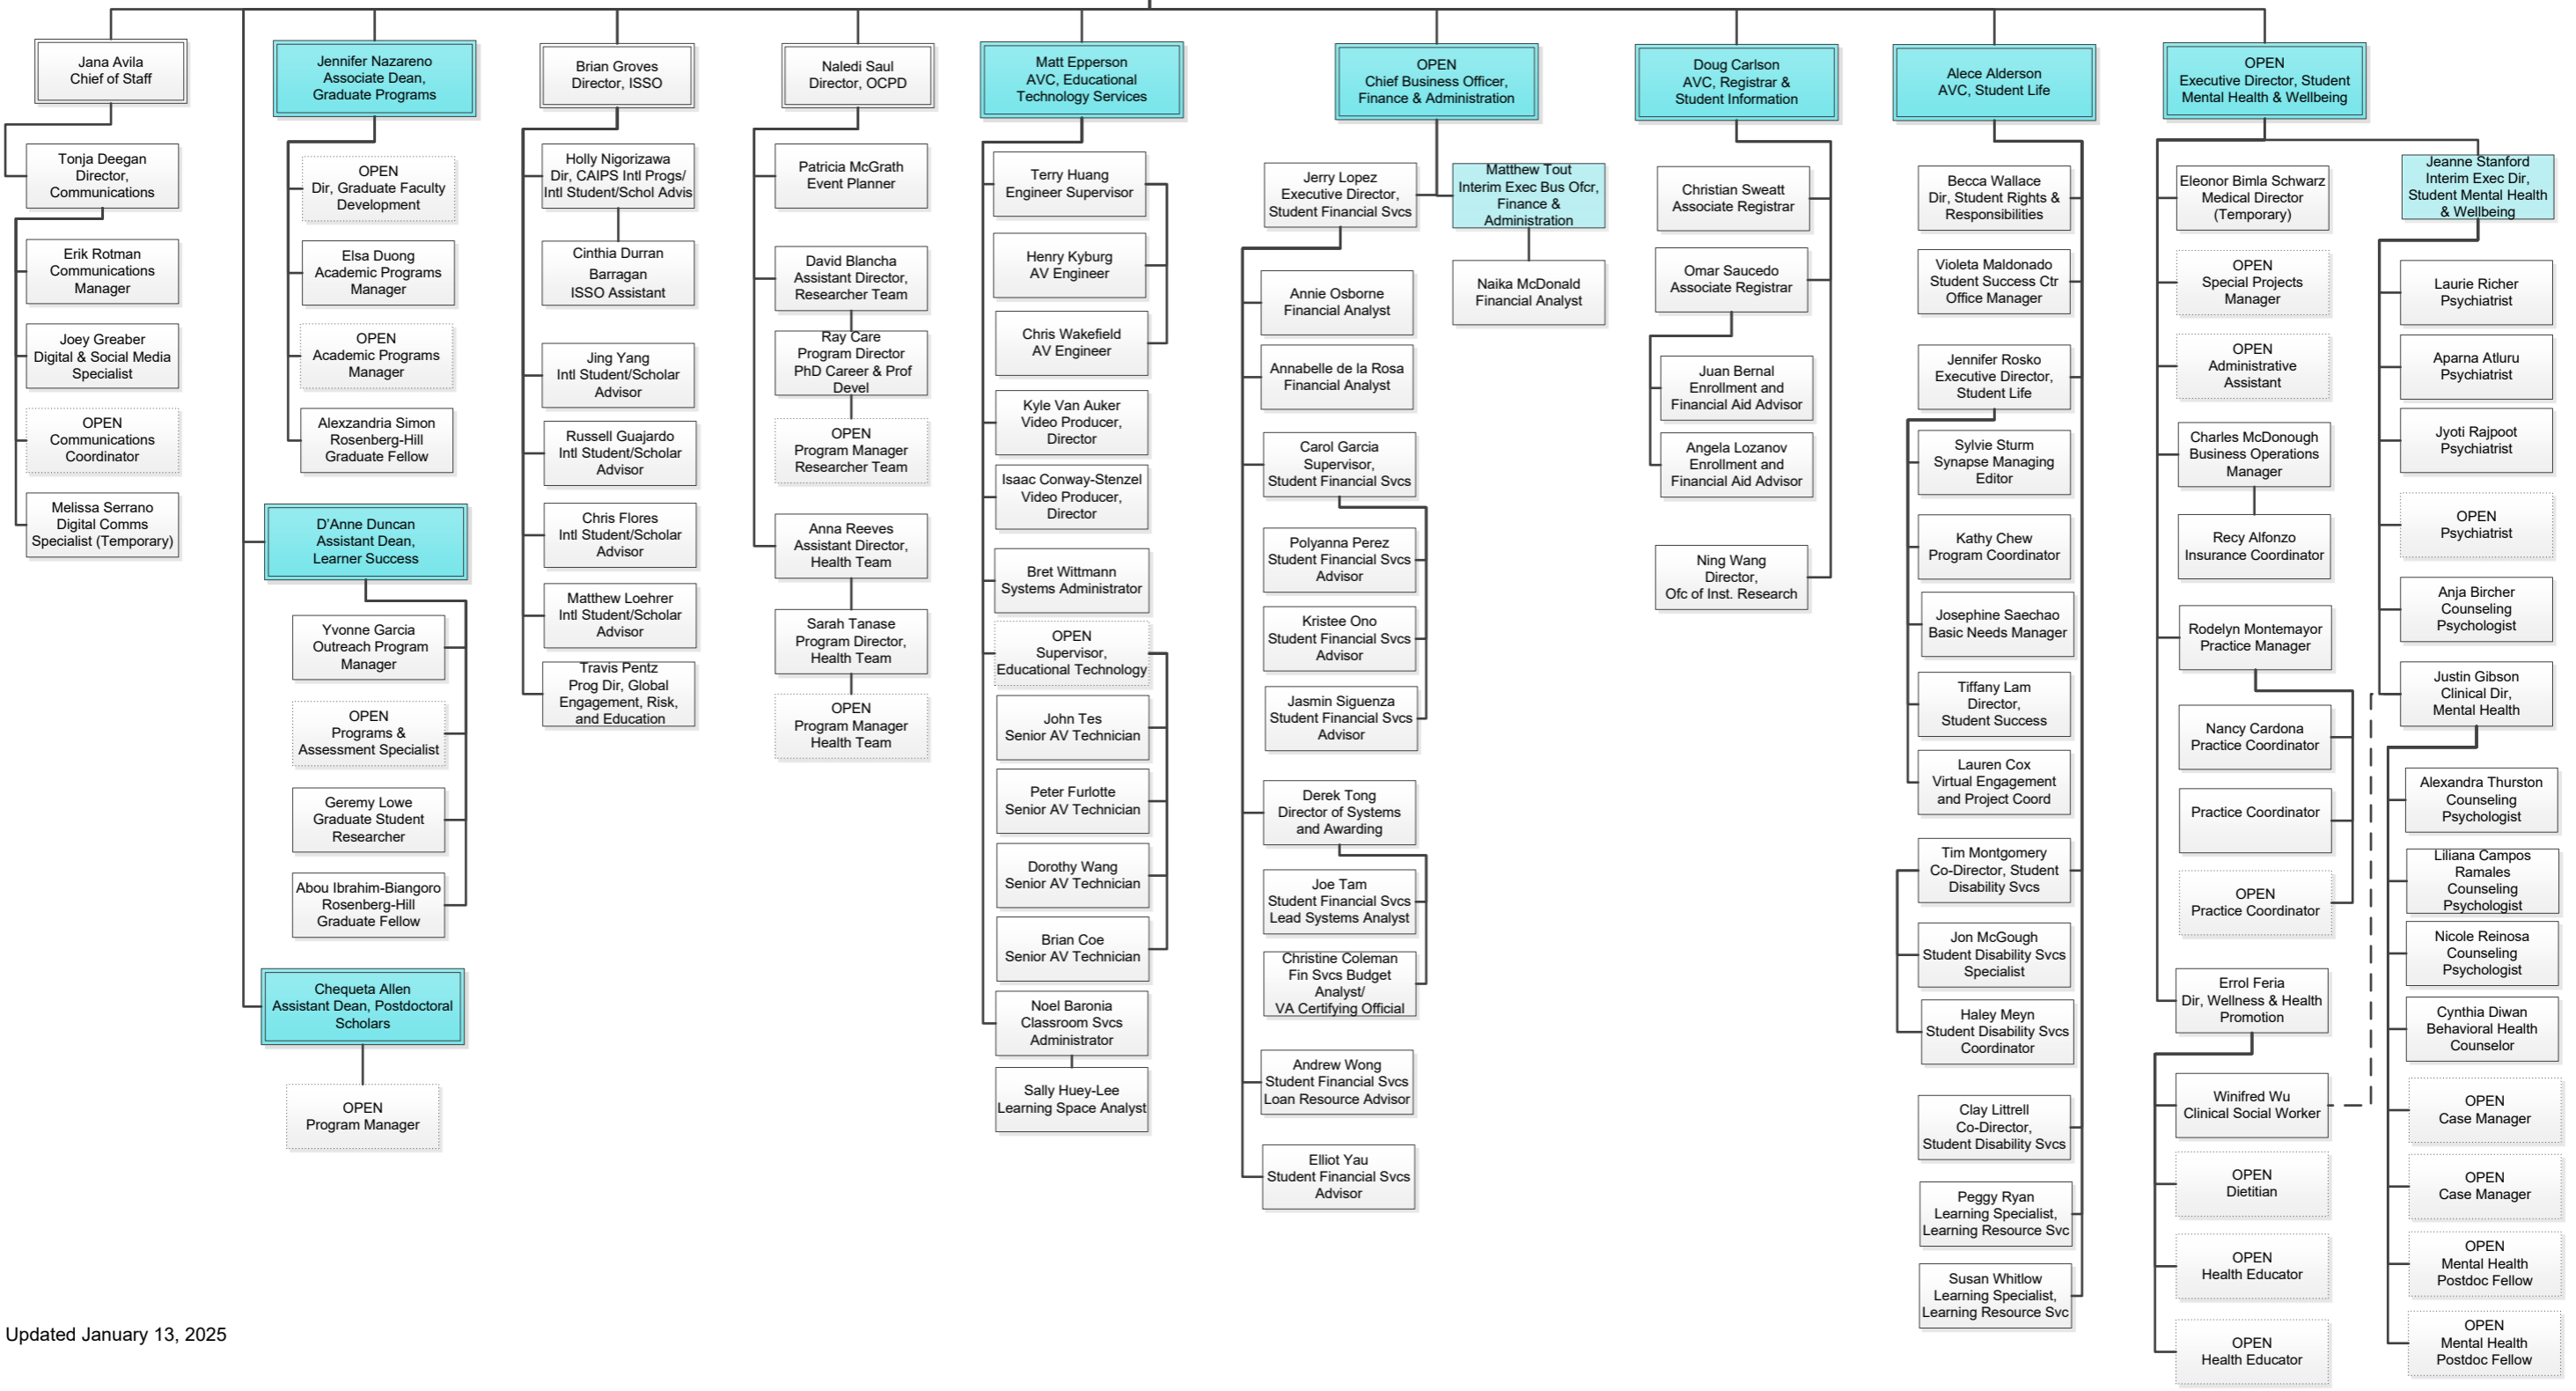 Jana Avila
Chief of Staff
Tonja Deegan
Director,
Communications
Erik Rotman
Communications
Manager
Joey Greaber
Digital & Social Media
Specialist
OPEN
Communications
Coordinator
Melissa Serrano
Digital Comms
Specialist (Temporary)
Jennifer Nazareno
Associate Dean,
Graduate Programs
OPEN
Dir, Graduate Faculty
Development
Elsa Duong
Academic Programs
Manager
OPEN
Academic Programs
Manager
Alexzandria Simon
Rosenberg-Hill
Graduate Fellow
D'Anne Duncan
Assistant Dean,
Learner Success
Yvonne Garcia
Outreach Program
Manager
OPEN
Programs &
Assessment Specialist
Geremy Lowe
Graduate Student
Researcher
Abou Ibrahim-Biangoro
Rosenberg-Hill
Graduate Fellow
Chequeta Allen
Assistant Dean, Postdoctoral
Scholars
OPEN
Program Manager
Brian Groves
Director, ISSO
Holly Nigorizawa
Dir, CAIPS Intl Progs/
Intl Student/Schol Advis
Cinthia Durran
Barragan
ISSO Assistant
Jing Yang
Intl Student/Scholar
Advisor
Russell Guajardo
Intl Student/Scholar
Advisor
Chris Flores
Intl Student/Scholar
Advisor
Matthew Loehrer
Intl Student/Scholar
Advisor
Travis Pentz
Prog Dir, Global
Engagement, Risk,
and Education
Naledi Saul
Director, OCPD
Patricia McGrath
Event Planner
David Blancha
Assistant Director,
Researcher Team
Ray Care
Program Director
PhD Career & Prof
Devel
OPEN
Program Manager
Researcher Team
Anna Reeves
Assistant Director,
Health Team
Sarah Tanase
Program Director,
Health Team
OPEN
Program Manager
Health Team
Matt Epperson
AVC, Educational
Technology Services
Terry Huang
Engineer Supervisor
Henry Kyburg
AV Engineer
Chris Wakefield
AV Engineer
Kyle Van Auker
Video Producer,
Director
Isaac Conway-Stenzel
Video Producer,
Director
Bret Wittmann
Systems Administrator
OPEN
Supervisor,
Educational Technology
John Tes
Senior AV Technician
Peter Furlotte
Senior AV Technician
Dorothy Wang
Senior AV Technician
Brian Coe
Senior AV Technician
Noel Baronia
Classroom Svcs
Administrator
Sally Huey-Lee
Learning Space Analyst
OPEN
Chief Business Officer,
Finance & Administration
Jerry Lopez
Executive Director,
Student Financial Svcs
Matthew Tout
Interim Exec Bus Ofcr,
Finance &
Administration
Naika McDonald
Financial Analyst
Annie Osborne
Financial Analyst
Annabelle de la Rosa
Financial Analyst
Carol Garcia
Supervisor,
Student Financial Svcs
Polyanna Perez
Student Financial Svcs
Advisor
Kristee Ono
Student Financial Svcs
Advisor
Jasmin Siguenza
Student Financial Svcs
Advisor
Derek Tong
Director of Systems
and Awarding
Joe Tam
Student Financial Svcs
Lead Systems Analyst
Christine Coleman
Fin Svcs Budget
Analyst/
VA Certifying Official
Andrew Wong
Student Financial Svcs
Loan Resource Advisor
Elliot Yau
Student Financial Svcs
Advisor
Doug Carlson
AVC, Registrar &
Student Information
Christian Sweatt
Associate Registrar
Omar Saucedo
Associate Registrar
Juan Bernal
Enrollment and
Financial Aid Advisor
Angela Lozanov
Enrollment and
Financial Aid Advisor
Ning Wang
Director,
Ofc of Inst. Research
Alece Alderson
AVC, Student Life
Becca Wallace
Dir, Student Rights &
Responsibilities
Violeta Maldonado
Student Success Ctr
Office Manager
Jennifer Rosko
Executive Director,
Student Life
Sylvie Sturm
Synapse Managing
Editor
Kathy Chew
Program Coordinator
Josephine Saechao
Basic Needs Manager
Tiffany Lam
Director,
Student Success
Lauren Cox
Virtual Engagement
and Project Coord
Tim Montgomery
Co-Director, Student
Disability Svcs
Jon McGough
Student Disability Svcs
Specialist
Haley Meyn
Student Disability Svcs
Coordinator
Clay Littrell
Co-Director,
Student Disability Svcs
Peggy Ryan
Learning Specialist,
Learning Resource Svc
Susan Whitlow
Learning Specialist,
Learning Resource Svc
OPEN
Executive Director, Student
Mental Health & Wellbeing
Eleonor Bimla Schwarz
Medical Director
(Temporary)
OPEN
Special Projects
Manager
OPEN
Administrative
Assistant
Charles McDonough
Business Operations
Manager
Recy Alfonzo
Insurance Coordinator
Rodelyn Montemayor
Practice Manager
Nancy Cardona
Practice Coordinator
Practice Coordinator
OPEN
Practice Coordinator
Errol Feria
Dir, Wellness & Health
Promotion
Winifred Wu
Clinical Social Worker
OPEN
Dietitian
OPEN
Health Educator
OPEN
Health Educator
Jeanne Stanford
Interim Exec Dir,
Student Mental Health
& Wellbeing
Laurie Richer
Psychiatrist
Aparna Atluru
Psychiatrist
Jyoti Rajpoot
Psychiatrist
OPEN
Psychiatrist
Anja Bircher
Counseling
Psychologist
Justin Gibson
Clinical Dir,
Mental Health
Alexandra Thurston
Counseling
Psychologist
Liliana Campos
Ramales
Counseling
Psychologist
Nicole Reinosa
Counseling
Psychologist
Cynthia Diwan
Behavioral Health
Counselor
OPEN
Case Manager
OPEN
Case Manager
OPEN
Mental Health
Postdoc Fellow
OPEN
Mental Health
Postdoc Fellow
Updated January 13, 2025